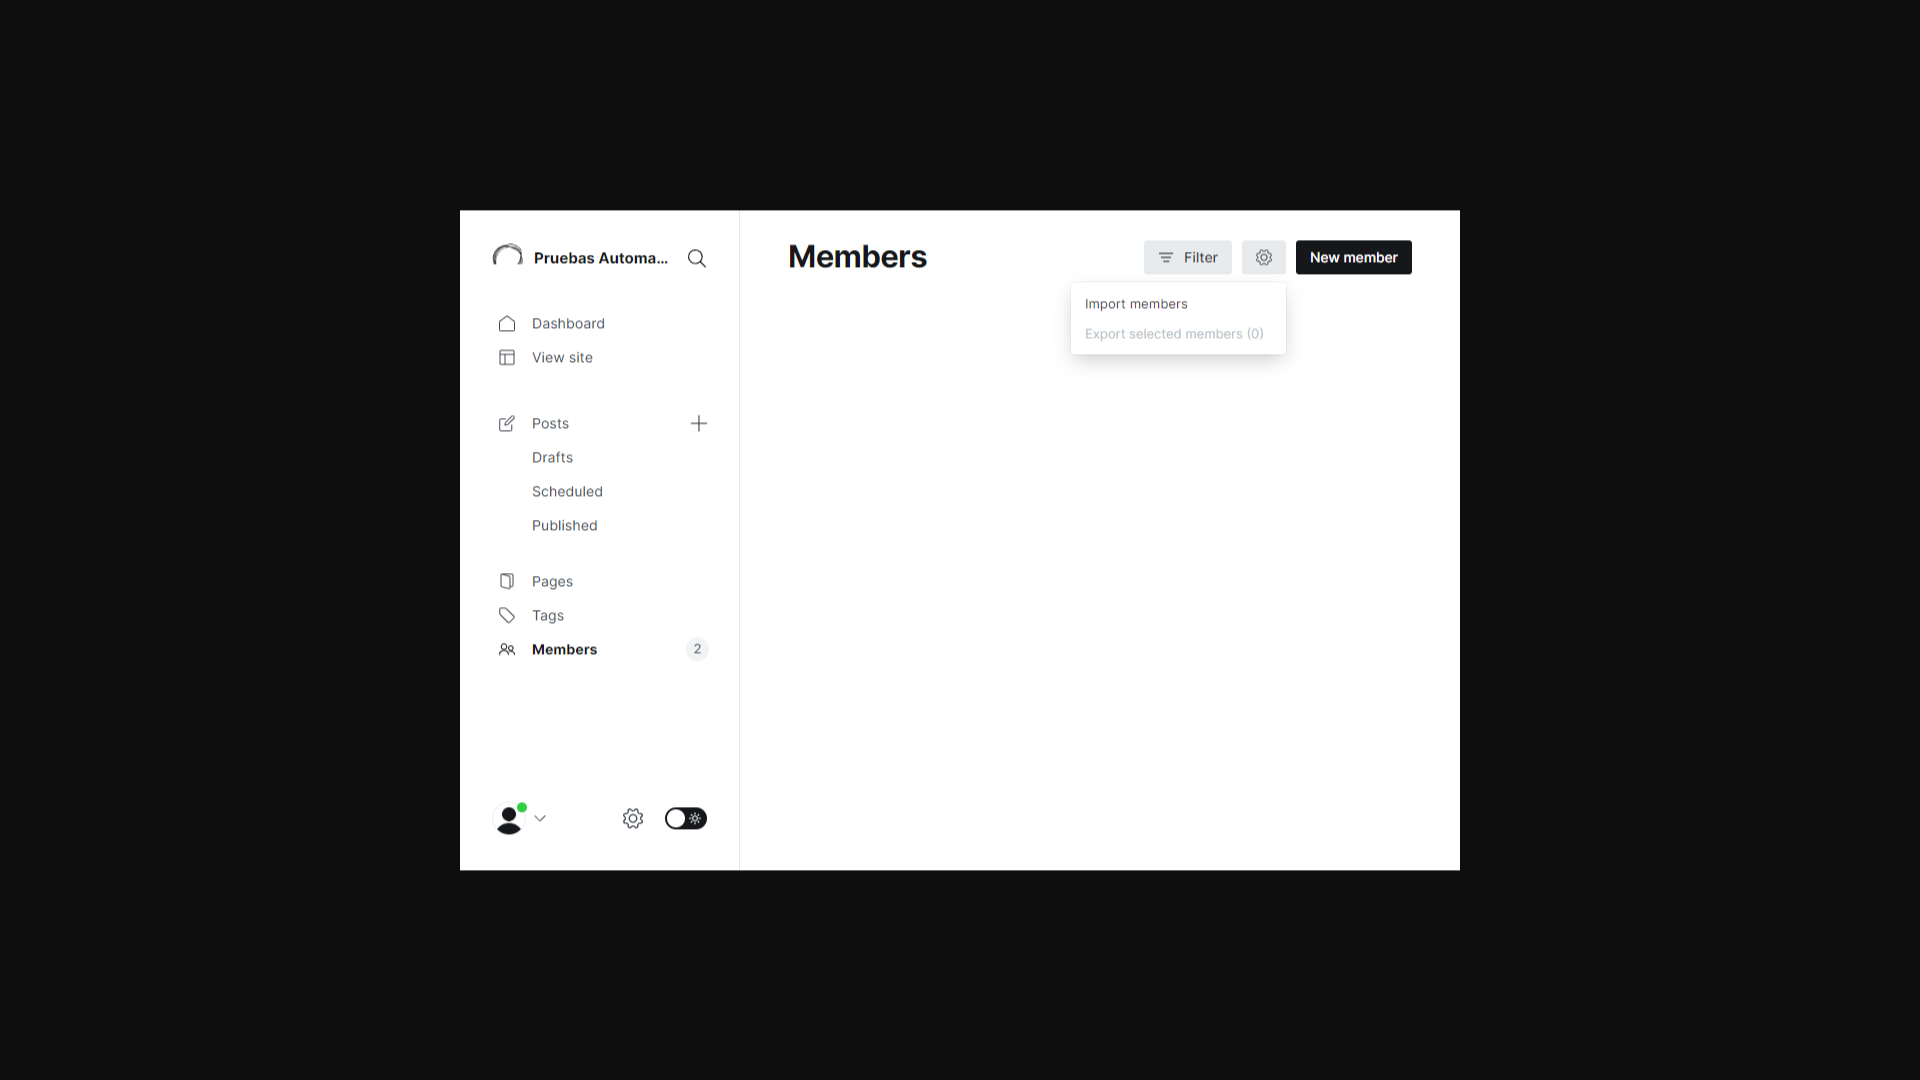 Pruebas Automa...
Dashboard
View site
Posts
Drafts
Scheduled
Published
Pages
Tags
Members
2
Members
Filter
New member
Import members
Export selected members (0)